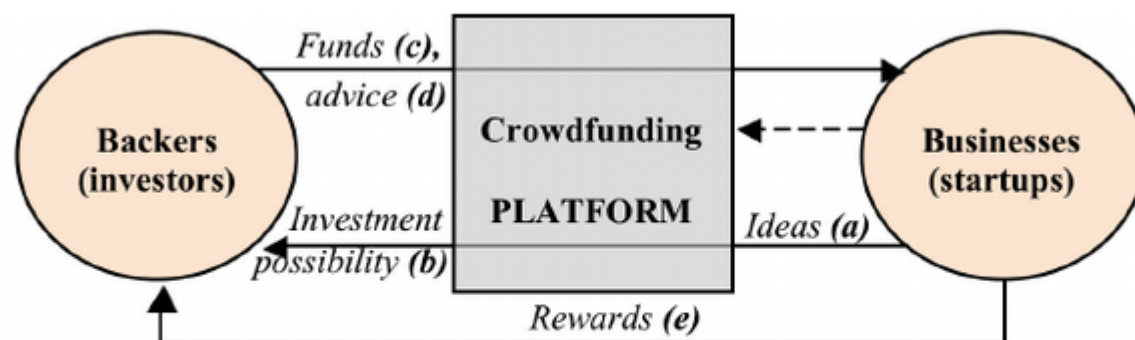 Funds (c),
advice (d)
Backers
(investors)
Investment
possibility (b)
Crowdfunding
PLATFORM
Businesses
(startups)
Ideas (a)
Rewards (e)